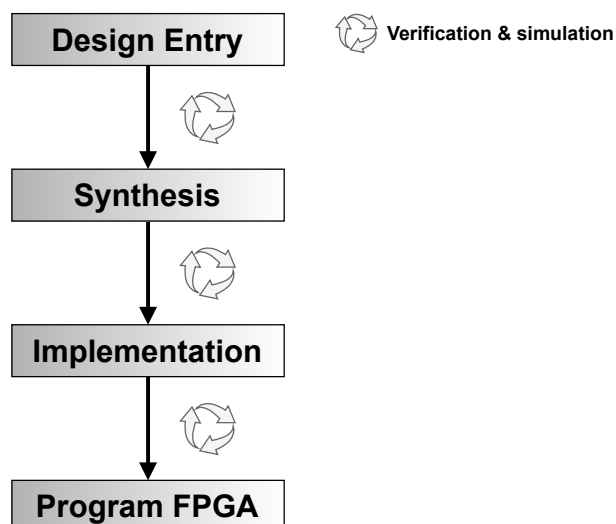 Design Entry
Verification & simulation
Synthesis
Implementation
Program FPGA